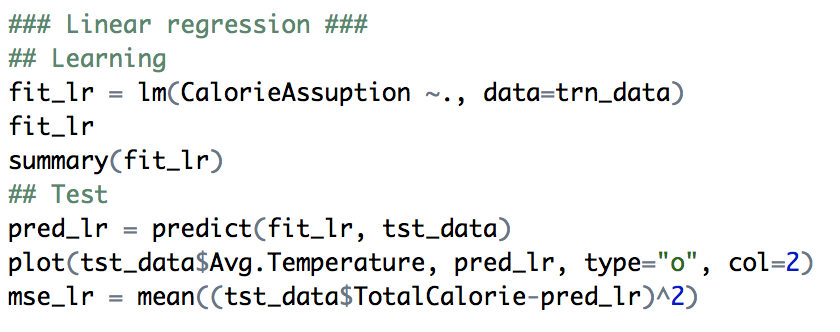 ### Linear regression ###
## Learning
fit_lr = lm(CalorieAssuption ~., data=trn_data)
fit_lr
summary(fit_lr)
## Test
pred_lr = predict(fit_lr, tst_data)
plot(tst_data$Avg.Temperature, pred_lr, type="o", col=2)
mse_lr = mean((tst_data$TotalCalorie-pred_lr)^2)